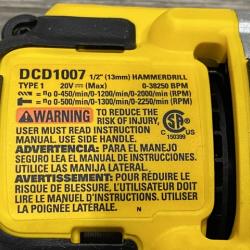 DCD1007 1/2" (13mm) HAMMERDRILL
TYPE 1 20V ⎓ (Max) 0-38250 BPM
n₀ 0-450/min/0-1200/min/0-2000/min
n₀ 0-500/min/0-1300/min/0-2250/min (RPM)
WARNING TO REDUCE THE
RISK OF INJURY,
USER MUST READ INSTRUCTION
MANUAL. USE SIDE HANDLE.
ADVERTENCIA: PARA EL MANEJO
SEGURO LEA EL MANUAL DE
INSTRUCCIONES. USE LA
MANIJA LATERAL.
AVERTISSEMENT: POUR RÉDUIRE LE
RISQUE DE BLESSURE, L'UTILISATEUR DOIT
LIRE LE MANUEL D'INSTRUCTIONS. UTILISER
LA POIGNÉE LATÉRALE. N
SA
150399